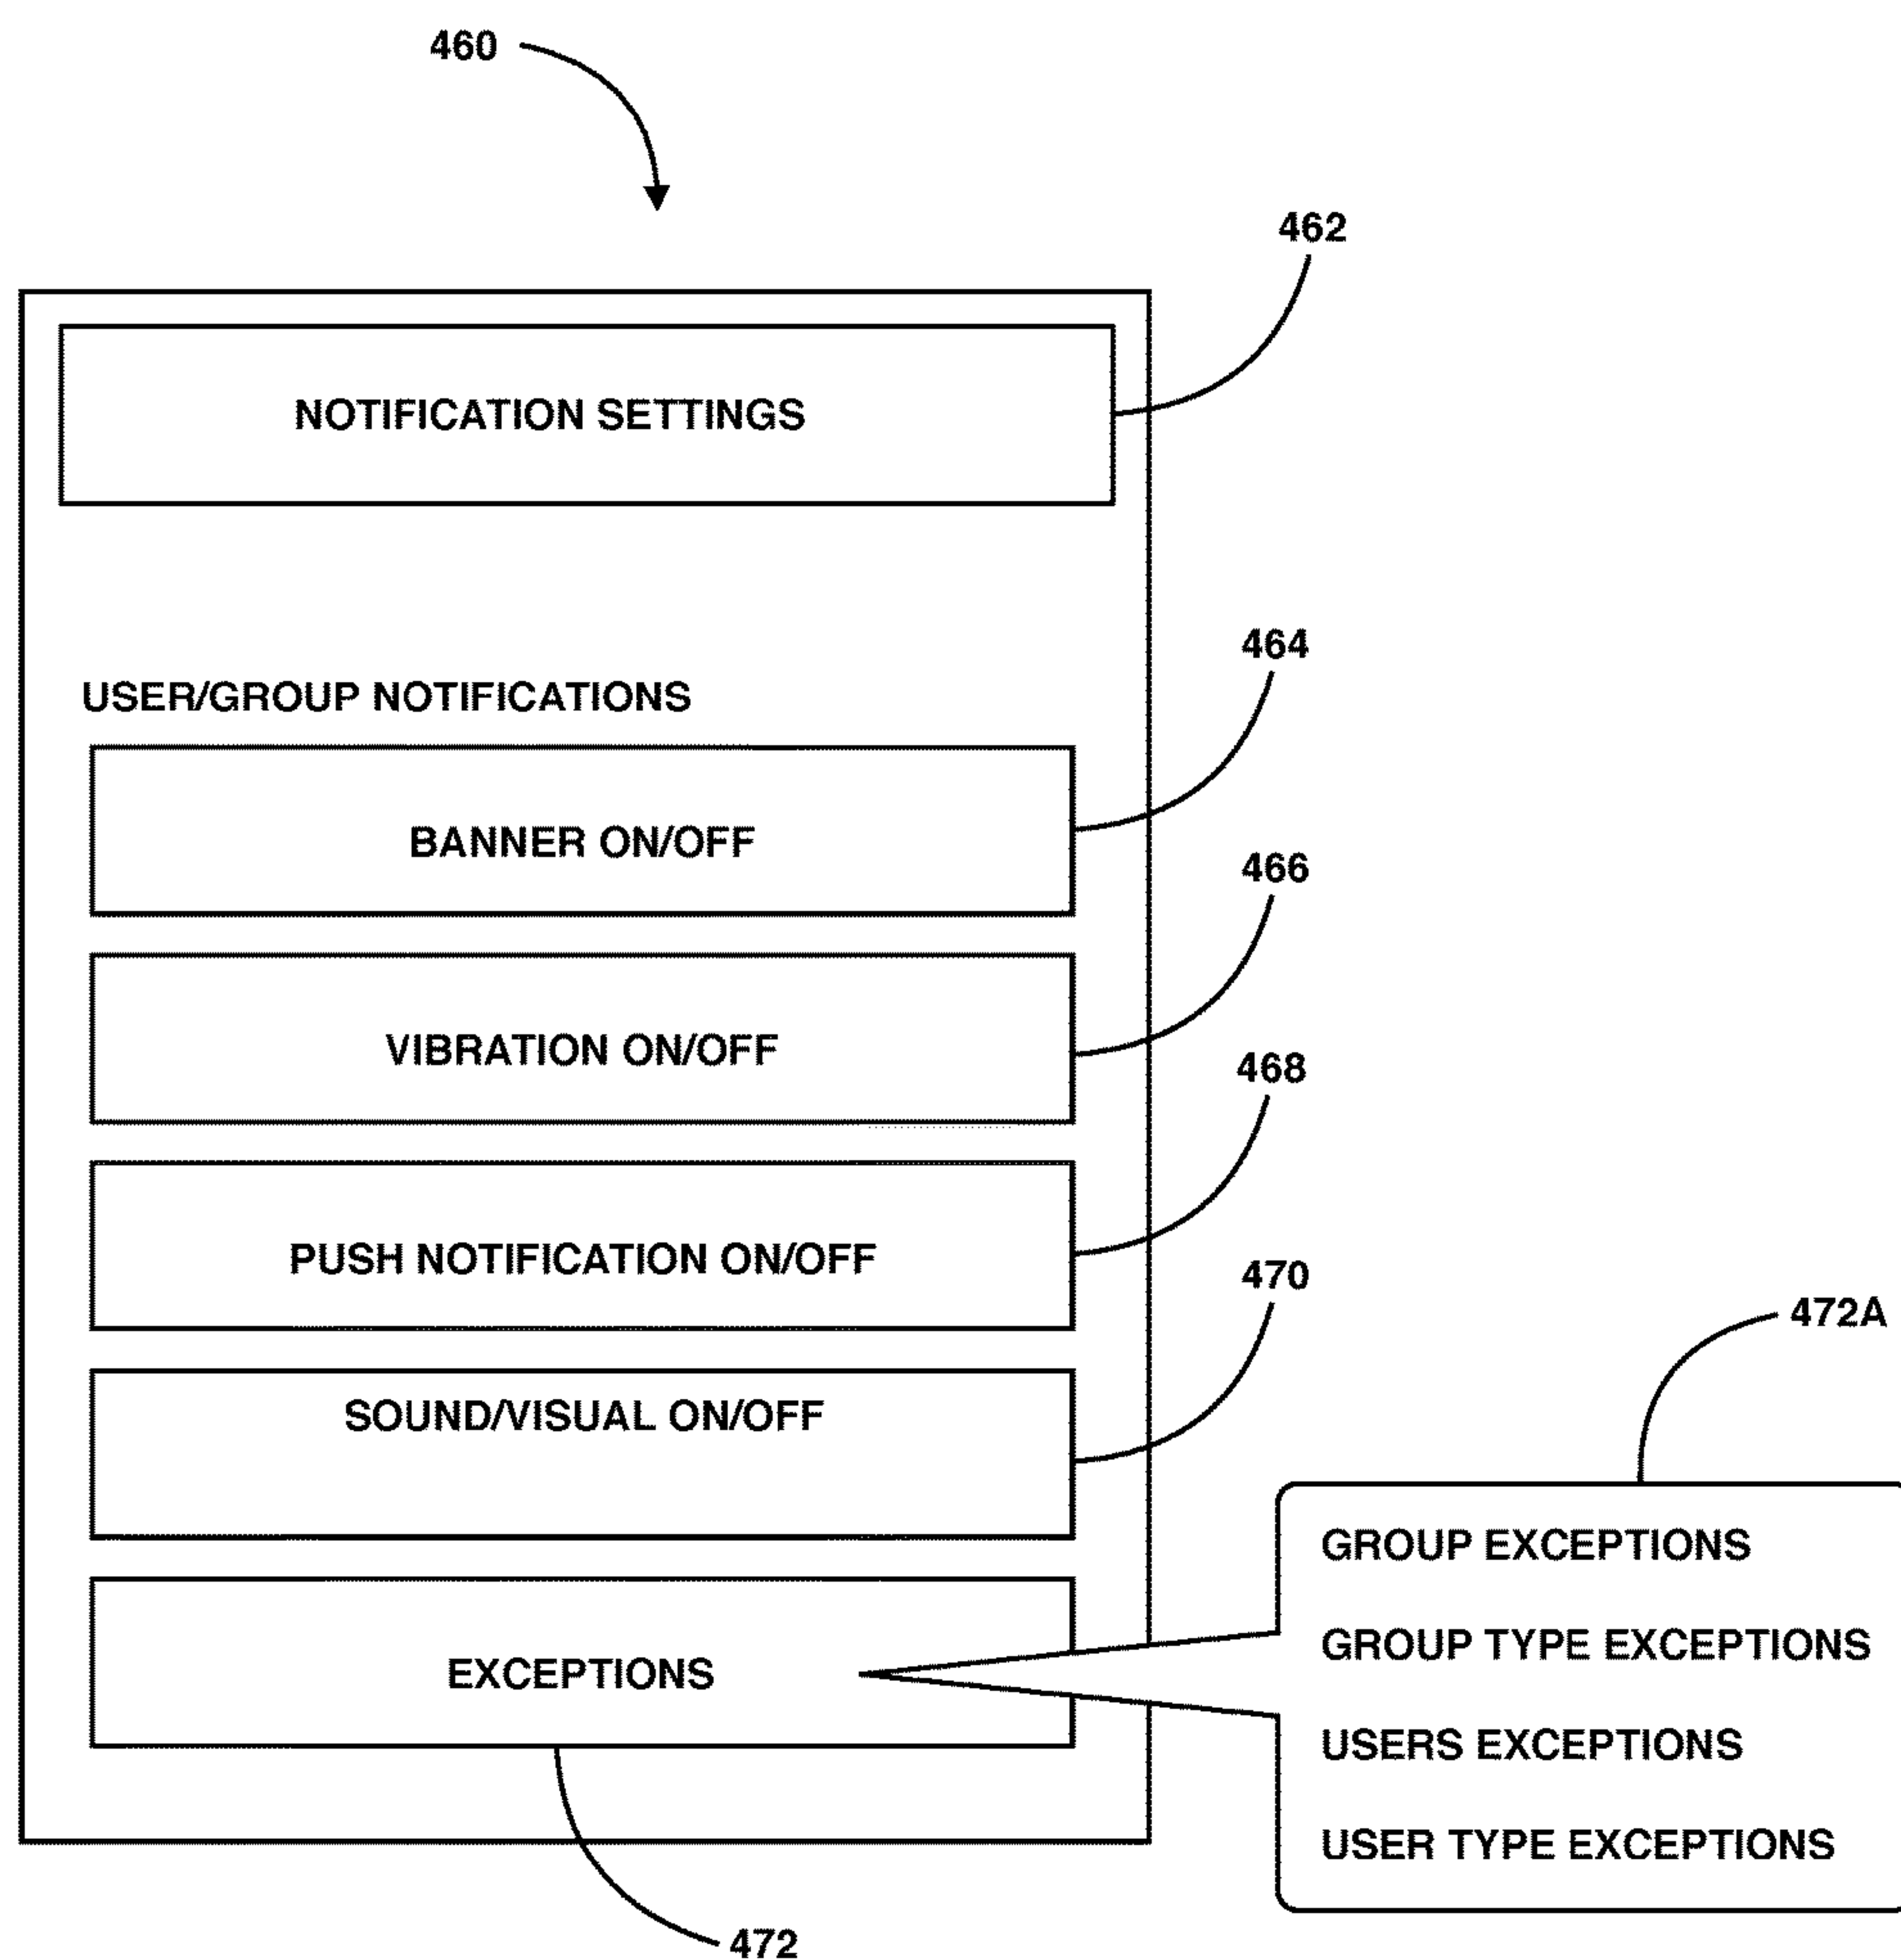 460
462
NOTIFICATION SETTINGS
464
USER/GROUP NOTIFICATIONS
BANNER ON/OFF
466
VIBRATION ON/OFF
468
PUSH NOTIFICATION ON/OFF
470
472A
SOUND/VISUAL ON/OFF
GROUP EXCEPTIONS
GROUP TYPE EXCEPTIONS
EXCEPTIONS
USERS EXCEPTIONS
USER TYPE EXCEPTIONS
472